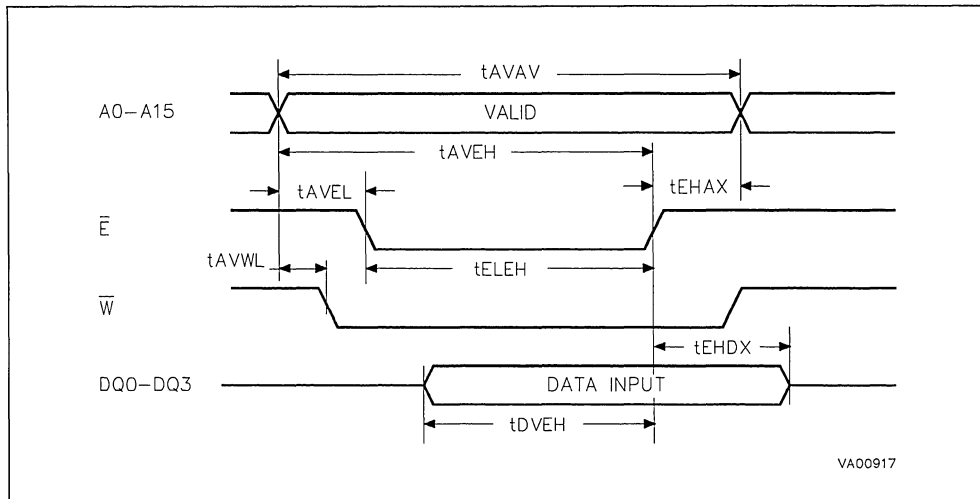 tAVAV
A0-A15
VALID
tAVEH
tAVEL
tEHAX
E̅
tAVWL
tELEH
W̅
tEHDX
DQ0-DQ3
DATA INPUT
tDVEH
VA00917